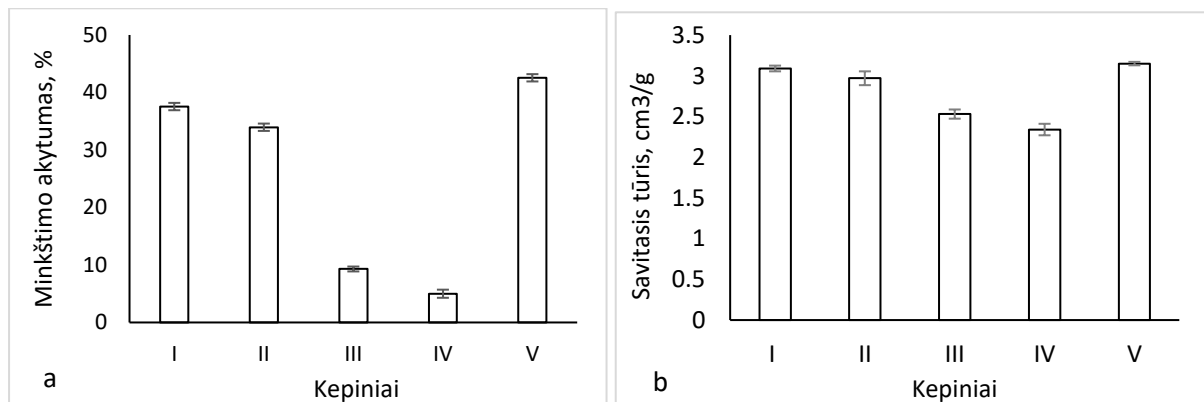 Minkštimo akytumas, %
50
40
30
20
10
0
I II III IV V
Kepiniai
a
Savitasis tūris, cm3/g
3.5
3
2.5
2
1.5
1
0.5
0
I II III IV V
Kepiniai
b